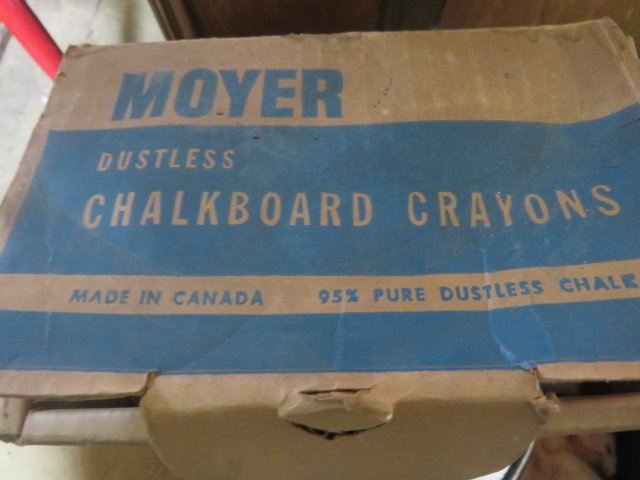 MOYER
DUSTLESS
CHALKBOARD CRAYONS
MADE IN CANADA 95% PURE DUSTLESS CHALK